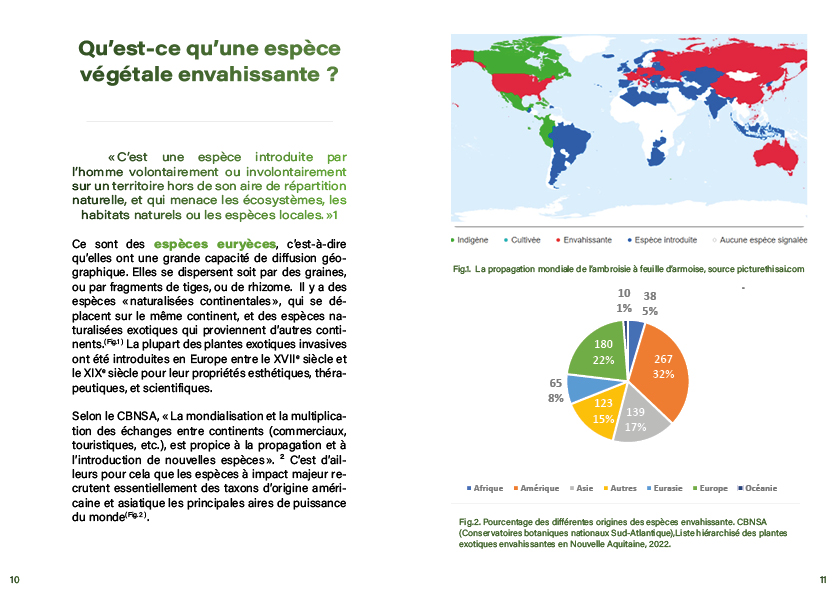 Qu'est-ce qu'une espèce
végétale envahissante ?
« C'est une espèce introduite par
l'homme volontairement ou involontairement
sur un territoire hors de son aire de répartition
naturelle, et qui menace les écosystèmes, les
habitats naturels ou les espèces locales. »1
Ce sont des espèces euryèces, c'est-à-dire
qu'elles ont une grande capacité de diffusion géo-
graphique. Elles se dispersent soit par des graines,
ou par fragments de tiges, ou de rhizome. Il y a des
espèces « naturalisées continentales », qui se dé-
placent sur le même continent, et des espèces na-
turalisées exotiques qui proviennent d'autres conti-
nents.(Fig.1) La plupart des plantes exotiques invasives
ont été introduites en Europe entre le XVIIe siècle et
le XIXe siècle pour leur propriétés esthétiques, théra-
peutiques, et scientifiques.
Selon le CBNSA, « La mondialisation et la multiplica-
tion des échanges entre continents (commerciaux,
touristiques, etc.), est propice à la propagation et à
l'introduction de nouvelles espèces ». 2 C'est d'ail-
leurs pour cela que les espèces à impact majeur re-
crutent essentiellement des taxons d'origine améri-
caine et asiatique les principales aires de puissance
du monde(Fig.2).
10
Indigène Cultivée Envahissante Espèce introduite Aucune espèce signalée
Fig.1. La propagation mondiale de l'ambroisie à feuille d'armoise, source picturethisai.com
10
1%
38
5%
267
32%
139
17%
123
15%
65
8%
180
22%
Afrique Amérique Asie Autres Eurasie Europe Océanie
Fig.2. Pourcentage des différentes origines des espèces envahissante. CBNSA
(Conservatoires botaniques nationaux Sud-Atlantique),Liste hiérarchisé des plantes
exotiques envahissantes en Nouvelle Aquitaine, 2022.
11